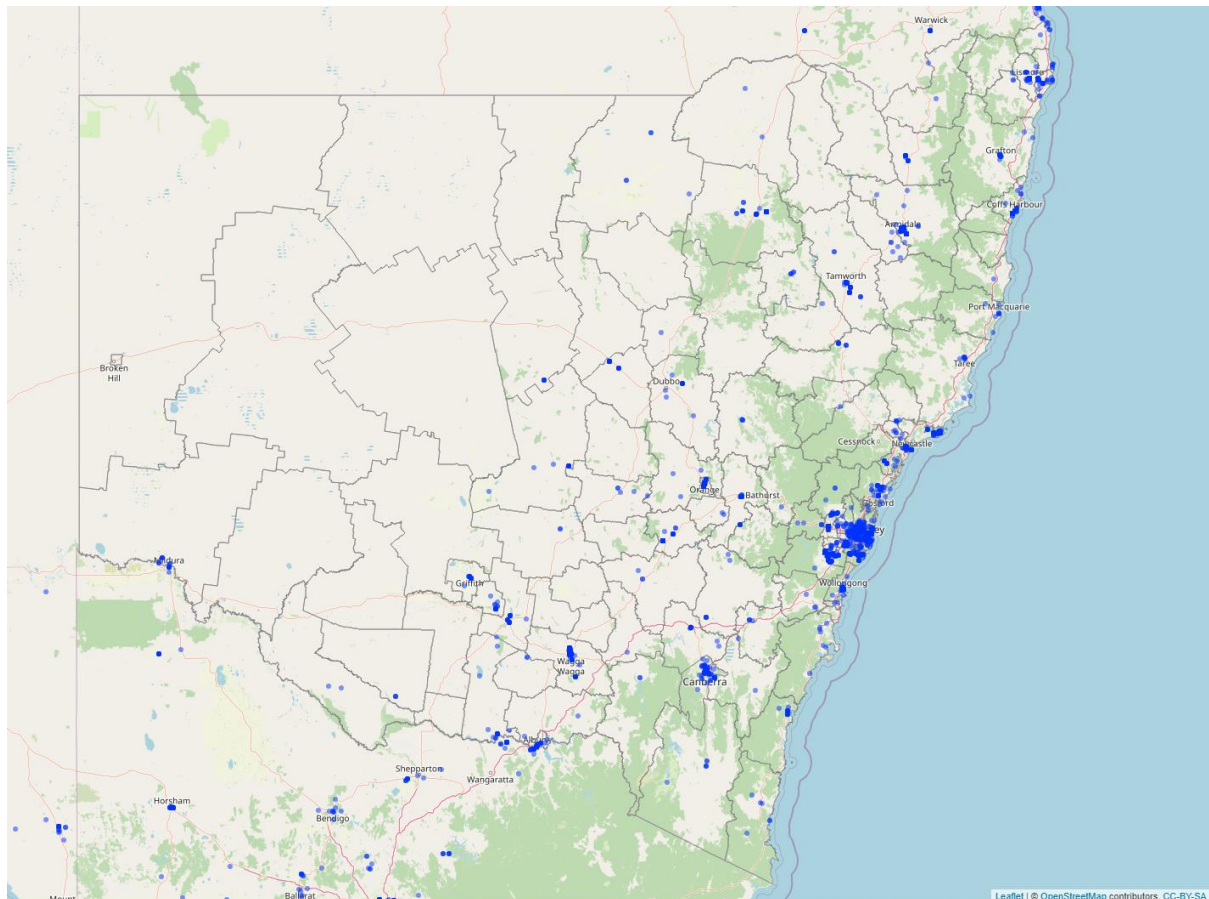 Warwick
Lismore
Grafton
Coffs Harbour
Armidale
Tamworth
Port Macquarie
Broken
Hill
Taree
Dubbo
Cessnock
Newcastle
Orange
Bathurst
Gosford
Mildura
Griffith
Wollongong
Wagga
Wagga
Canberra
Albury
Shepparton
Wangaratta
Horsham
Bendigo
Ballarat
Mount
Leaflet | © OpenStreetMap contributors, CC-BY-SA